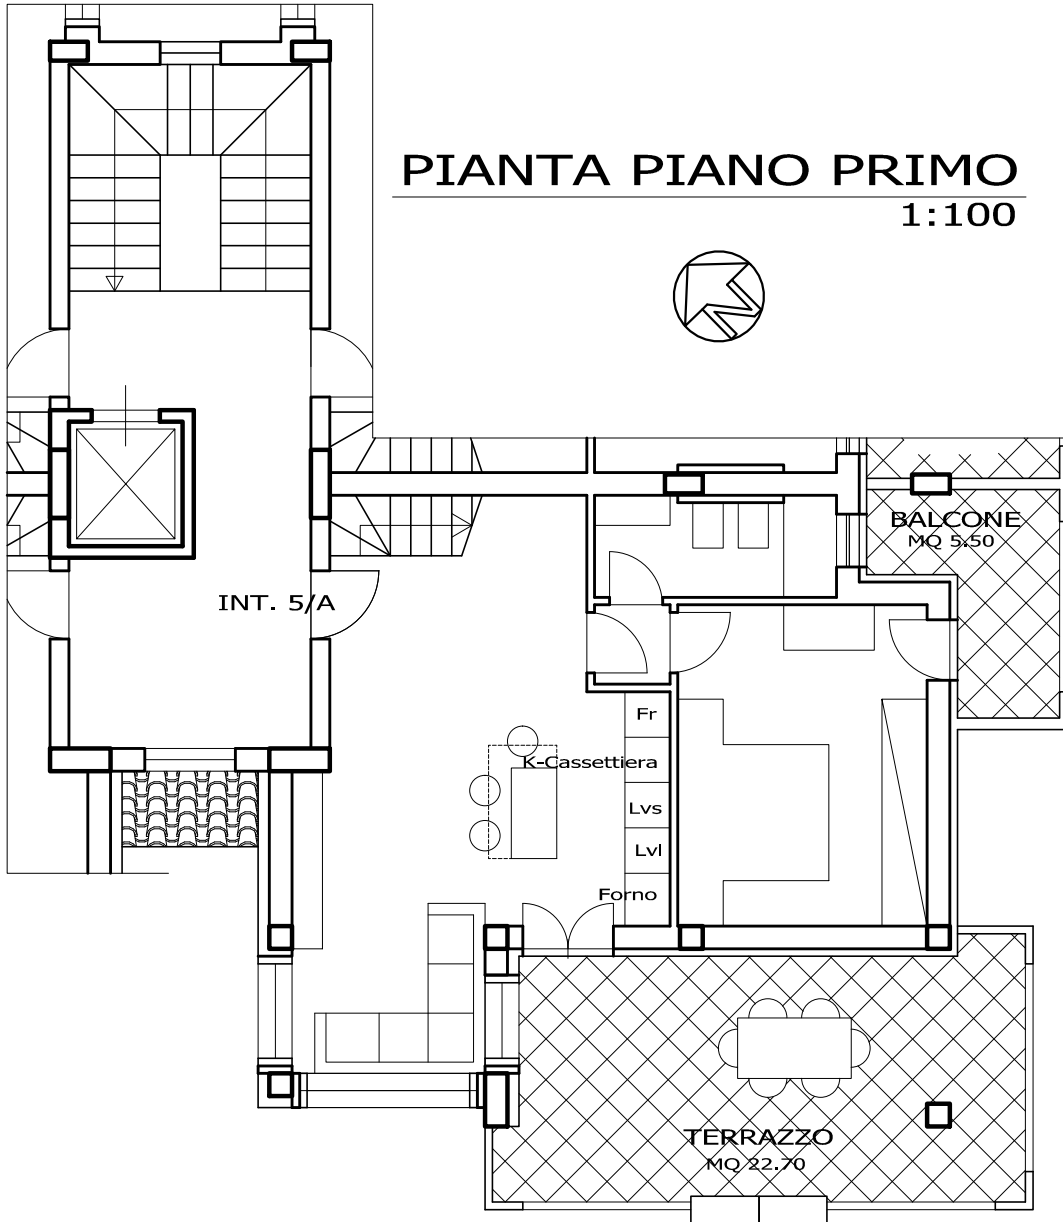 PIANTA PIANO PRIMO
1:100
BALCONE
MQ 5.50
INT. 5/A
Fr
K-Cassettiera
Lvs
Lvl
Forno
TERRAZZO
MQ 22.70